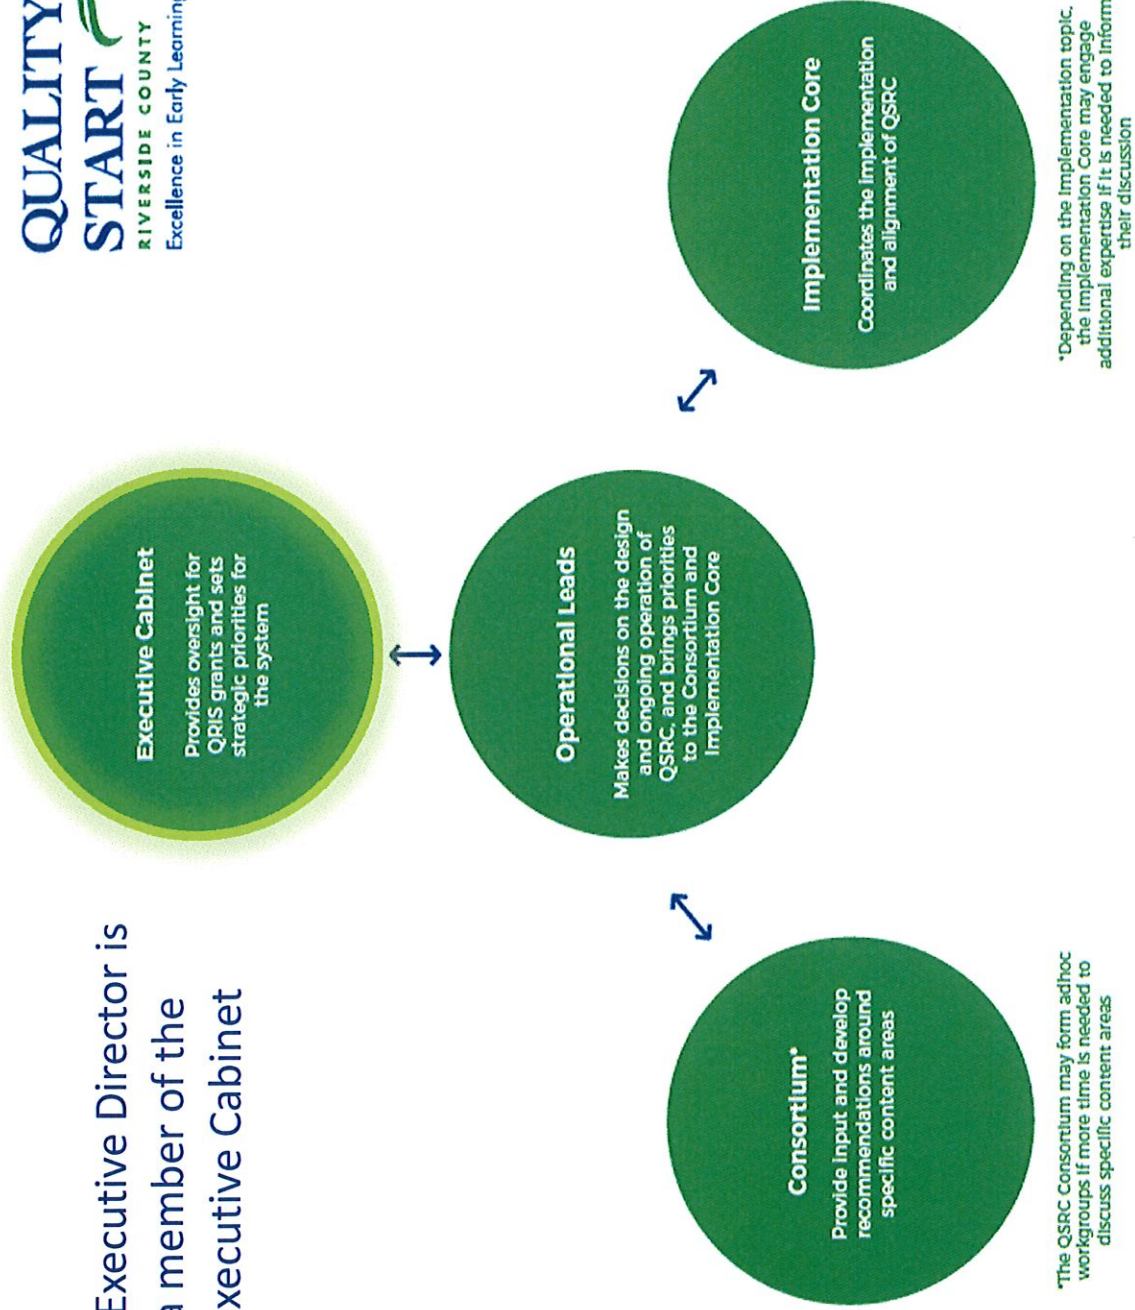 Executive Director is
a member of the
xecutive Cabinet
QUALITY
START
RIVERSIDE COUNTY
Excellence in Early Learning
Executive Cabinet
Provides oversight for
QRIS grants and sets
strategic priorities for
the system
Operational Leads
Makes decisions on the design
and ongoing operation of
QSRC, and brings priorities
to the Consortium and
Implementation Core
Consortium*
Provide input and develop
recommendations around
specific content areas
*The QSRC Consortium may form adhoc
workgroups if more time is needed to
discuss specific content areas
Implementation Core
Coordinates the implementation
and alignment of QSRC
*Depending on the implementation topic,
the Implementation Core may engage
additional expertise if it is needed to inform
their discussion